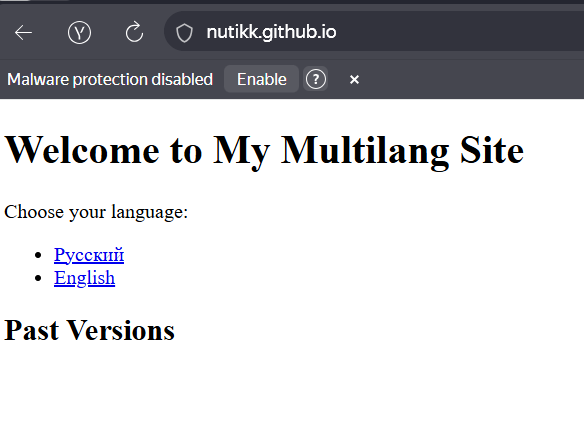 nutikk.github.io
Malware protection disabled Enable ? ×
Welcome to My Multilang Site
Choose your language:
• Русский
• English
Past Versions